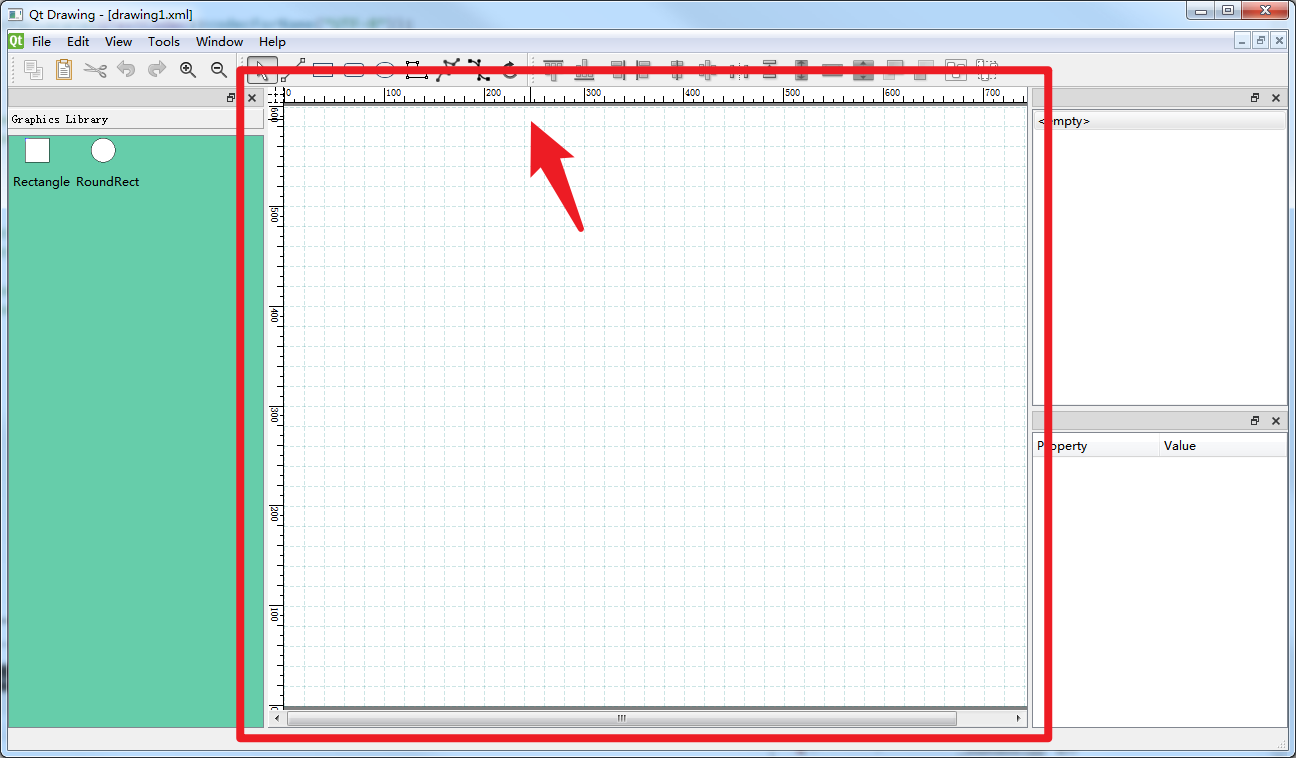 Qt Drawing - [drawing1.xml]
Qt File Edit View Tools Window Help
Graphics Library
Rectangle RoundRect
0 100 200 300 400 500 600 700
600
500
400
300
200
100
0
<empty>
Property Value